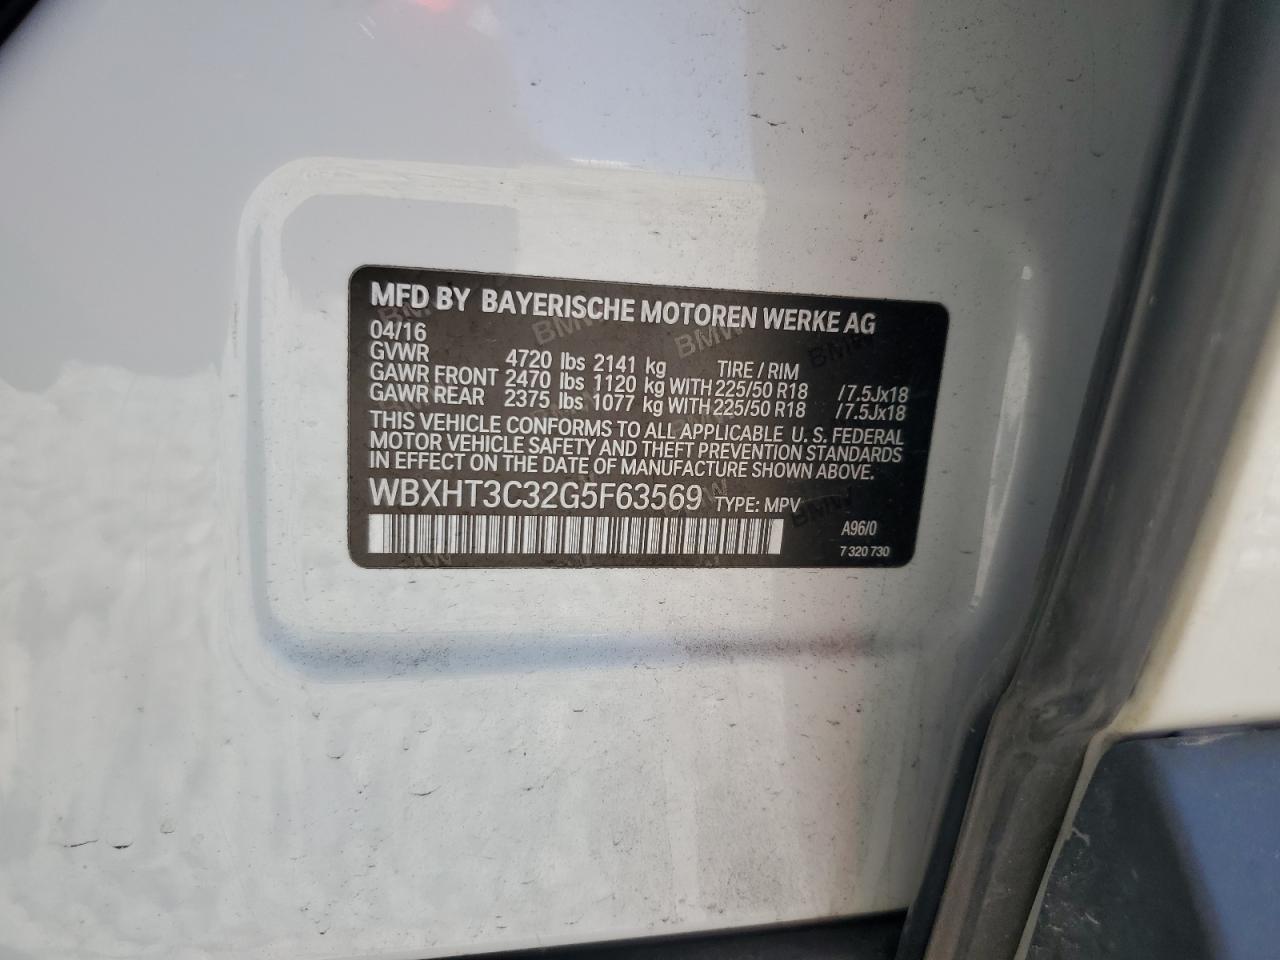 MFD BY BAYERISCHE MOTOREN WERKE AG
04/16
GVWR 4720 lbs 2141 kg TIRE / RIM
GAWR FRONT 2470 lbs 1120 kg WITH 225/50 R18 / 7.5Jx18
GAWR REAR 2375 lbs 1077 kg WITH 225/50 R18 / 7.5Jx18
THIS VEHICLE CONFORMS TO ALL APPLICABLE U. S. FEDERAL
MOTOR VEHICLE SAFETY AND THEFT PREVENTION STANDARDS
IN EFFECT ON THE DATE OF MANUFACTURE SHOWN ABOVE.
WBXHT3C32G5F63569 TYPE: MPV
A96/0
7 320 730